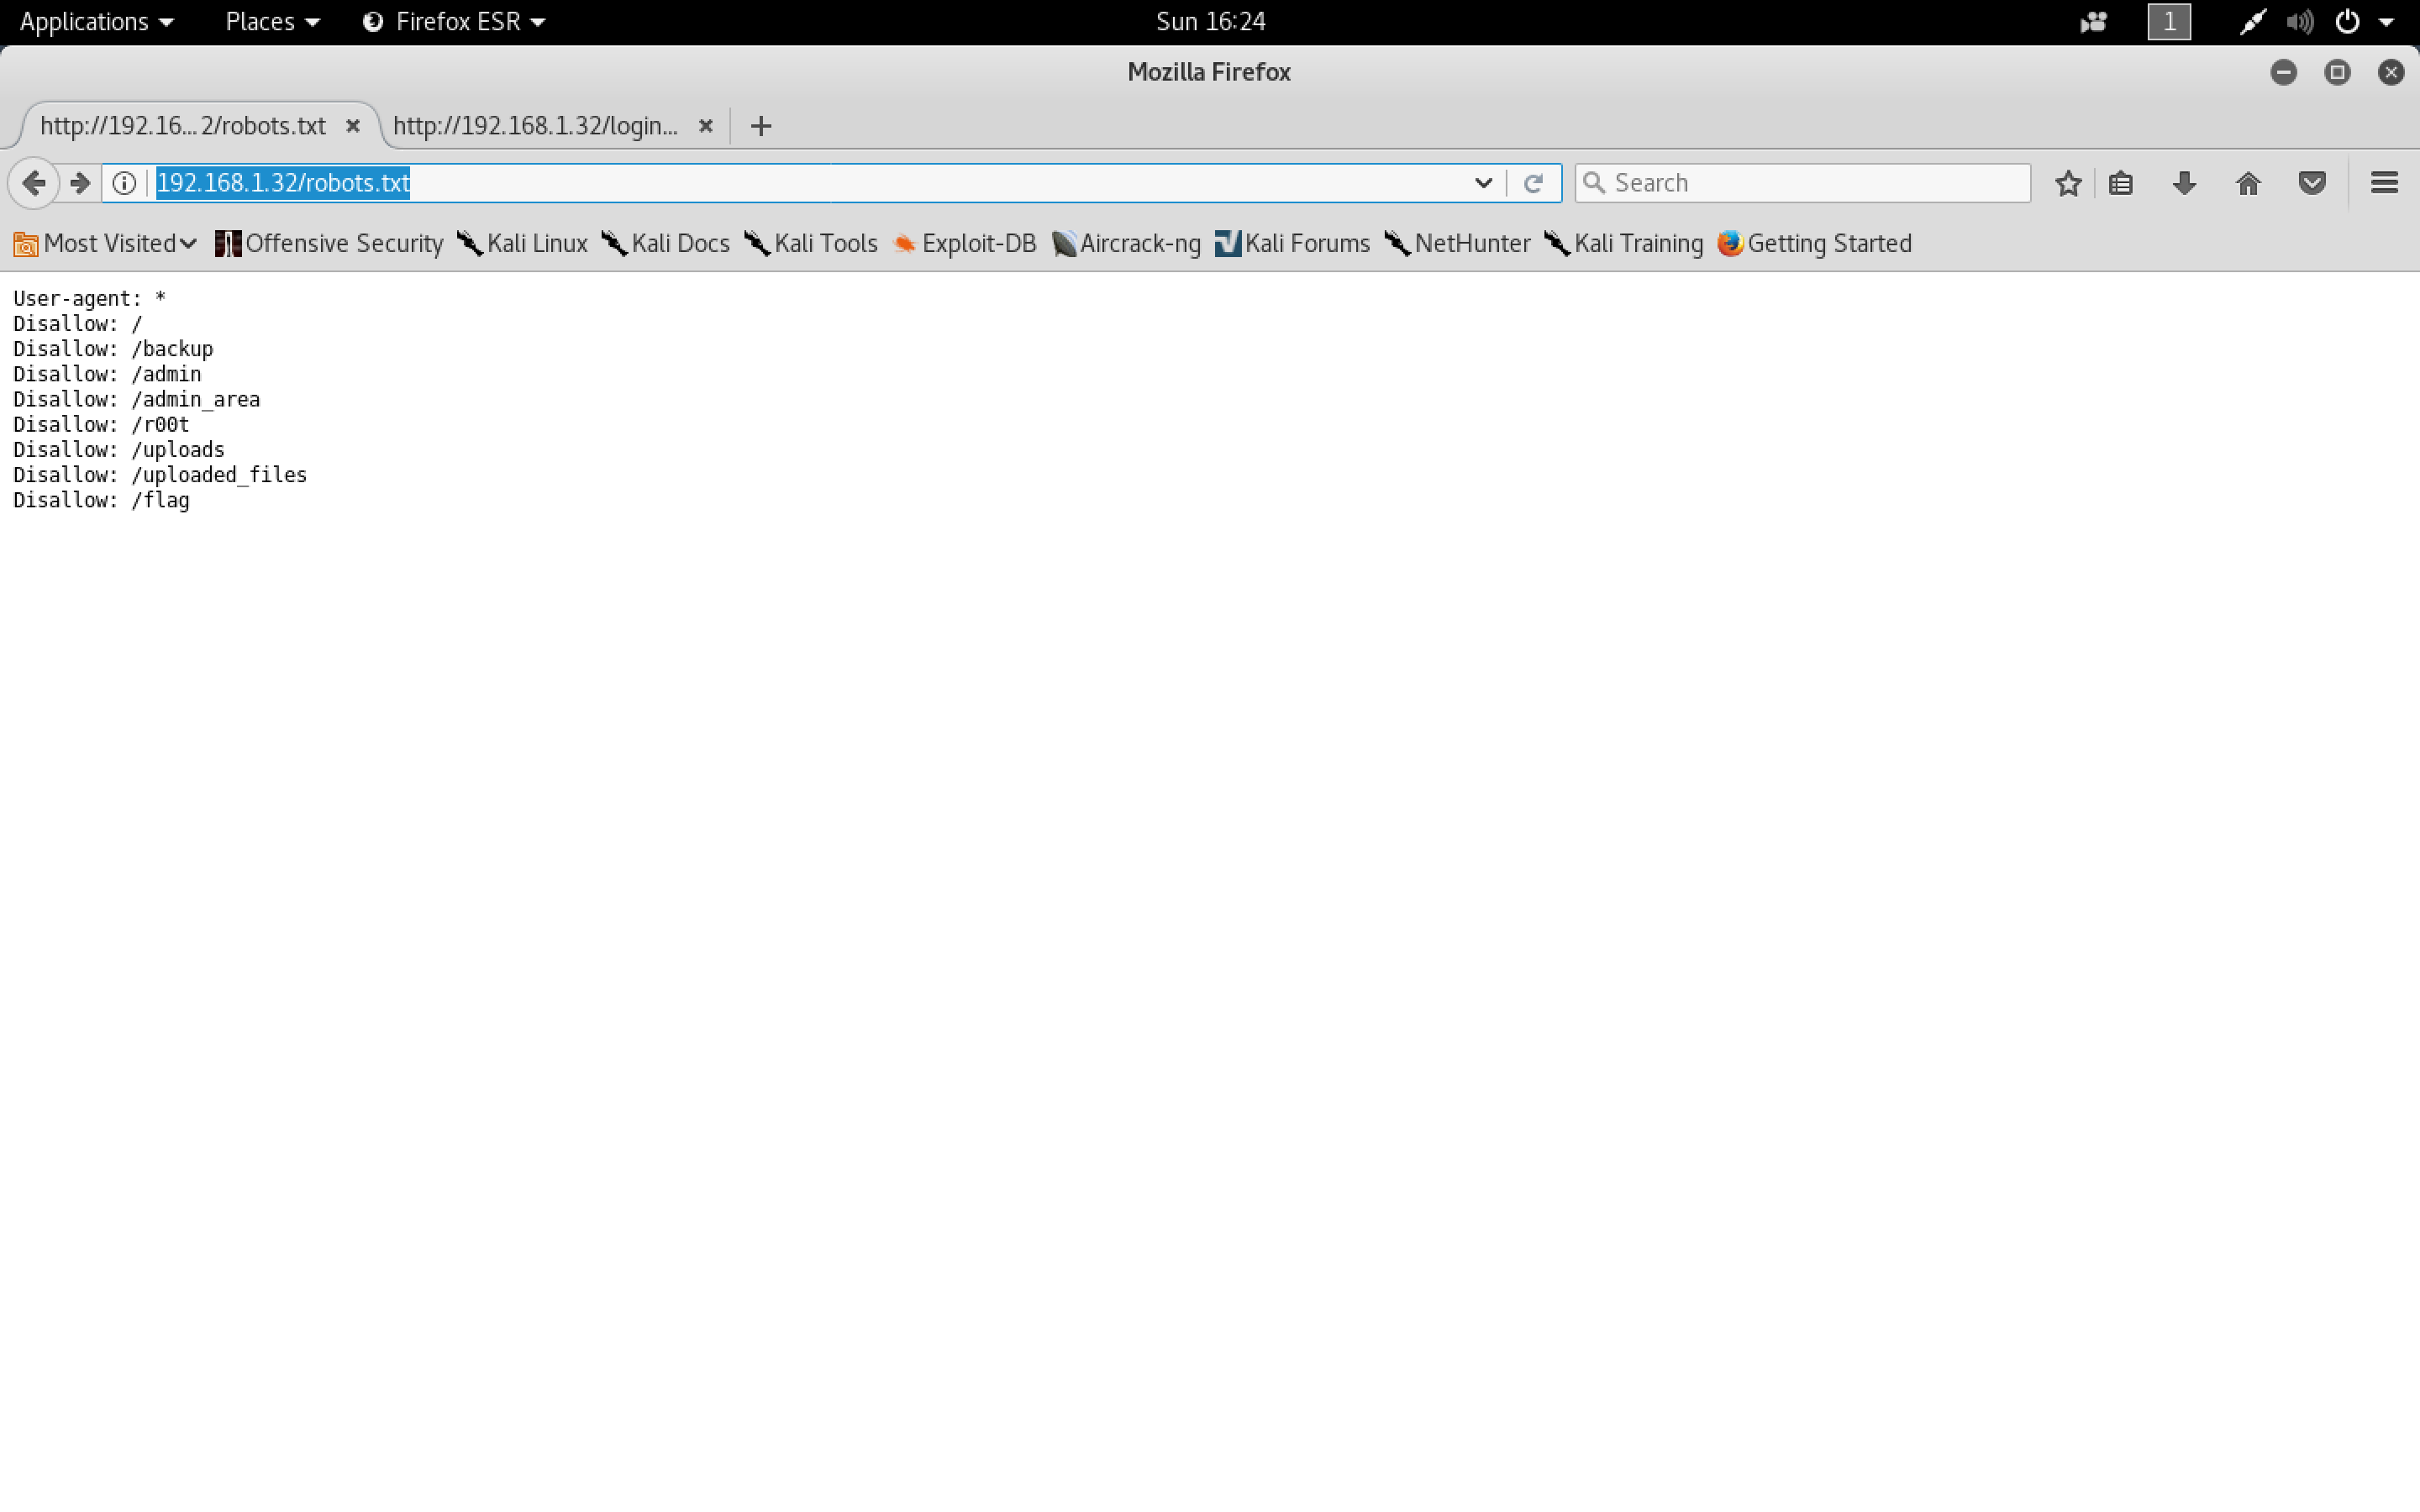 Applications Places Firefox ESR Sun 16:24 1
Mozilla Firefox
http://192.16...2/robots.txt http://192.168.1.32/login...
192.168.1.32/robots.txt Search
Most Visited Offensive Security Kali Linux Kali Docs Kali Tools Exploit-DB Aircrack-ng Kali Forums NetHunter Kali Training Getting Started
User-agent: *
Disallow: /
Disallow: /backup
Disallow: /admin
Disallow: /admin_area
Disallow: /r00t
Disallow: /uploads
Disallow: /uploaded_files
Disallow: /flag